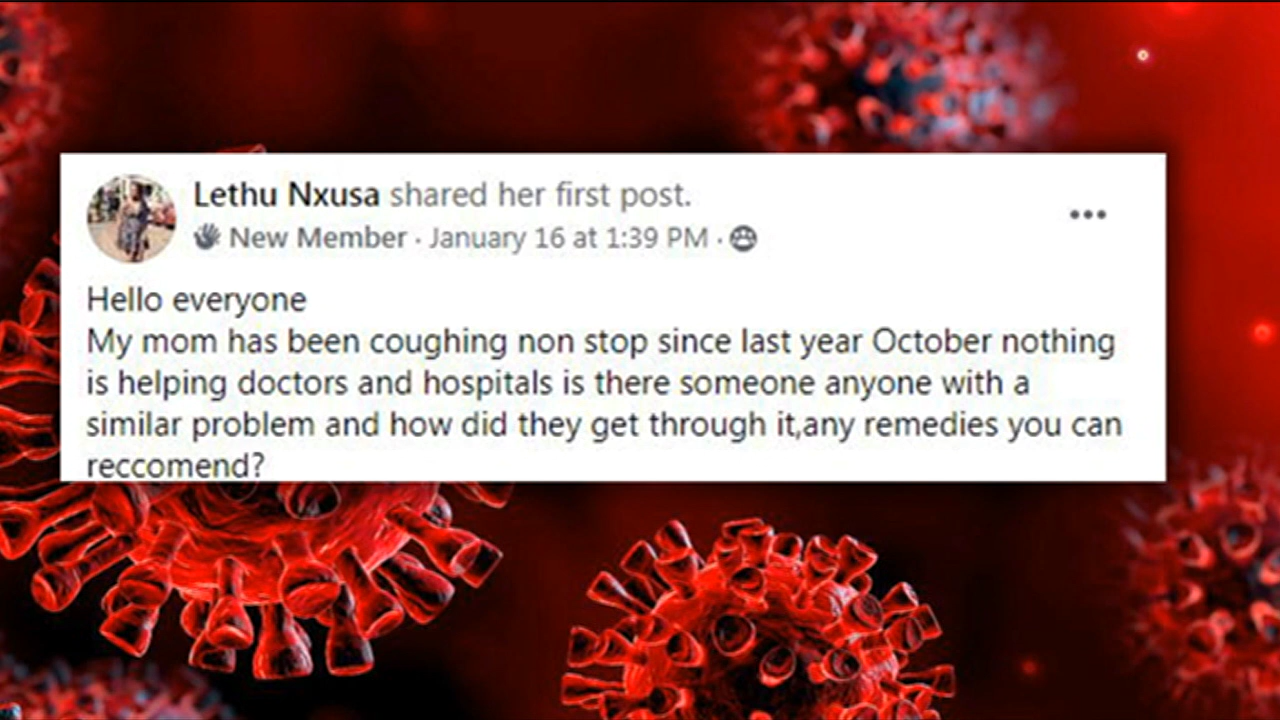 Lethu Nxusa shared her first post.
New Member · January 16 at 1:39 PM ·
Hello everyone
My mom has been coughing non stop since last year October nothing
is helping doctors and hospitals is there someone anyone with a
similar problem and how did they get through it,any remedies you can
reccomend?